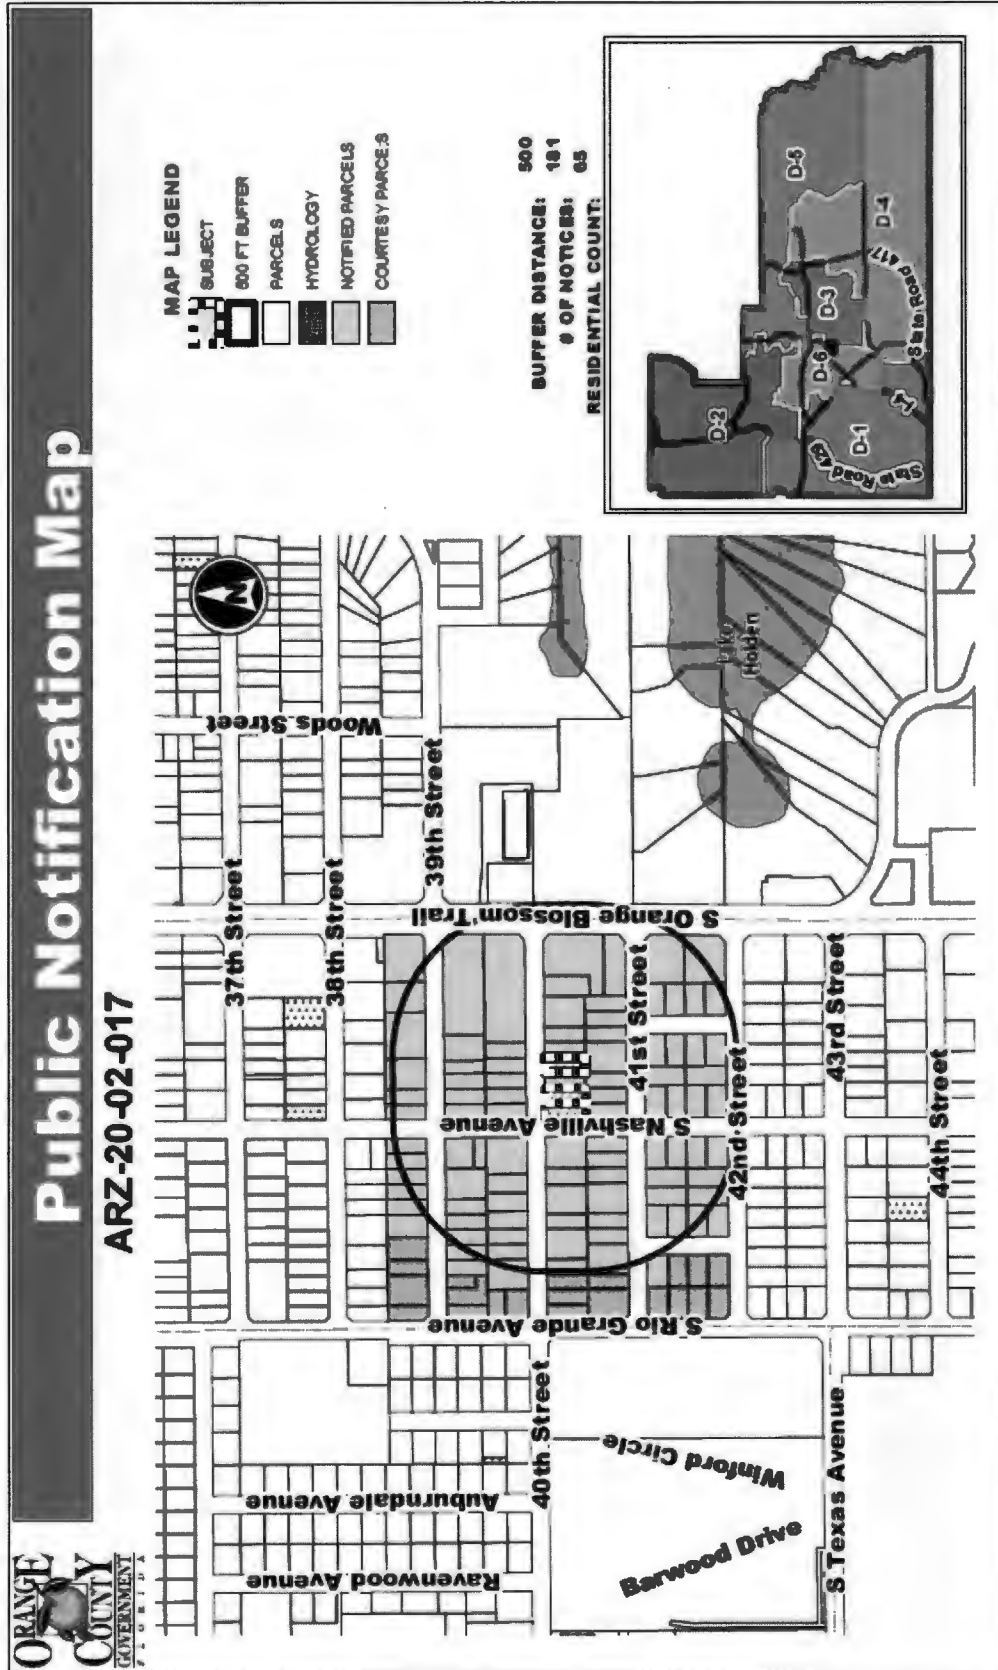 ORANGE
COUNTY
GOVERNMENT
FLORIDA
Public Notification Map
ARZ-20-02-017
N
Woods Street
37th Street
38th Street
39th Street
S Orange Blossom Trail
Lake
Holden
41st Street
S Nashville Avenue
42nd Street
43rd Street
44th Street
S Rio Grande Avenue
40th Street
Auburndale Avenue
Ravenwood Avenue
Winford Circle
Barwood Drive
S Texas Avenue
MAP LEGEND
SUBJECT
500 FT BUFFER
PARCELS
HYDROLOGY
NOTIFIED PARCELS
COURTESY PARCELS
BUFFER DISTANCE: 500
# OF NOTICES: 181
RESIDENTIAL COUNT: 65
D-2
D-5
D-3
D-4
D-6
D-1
State Road 417
State Road 429
I-4